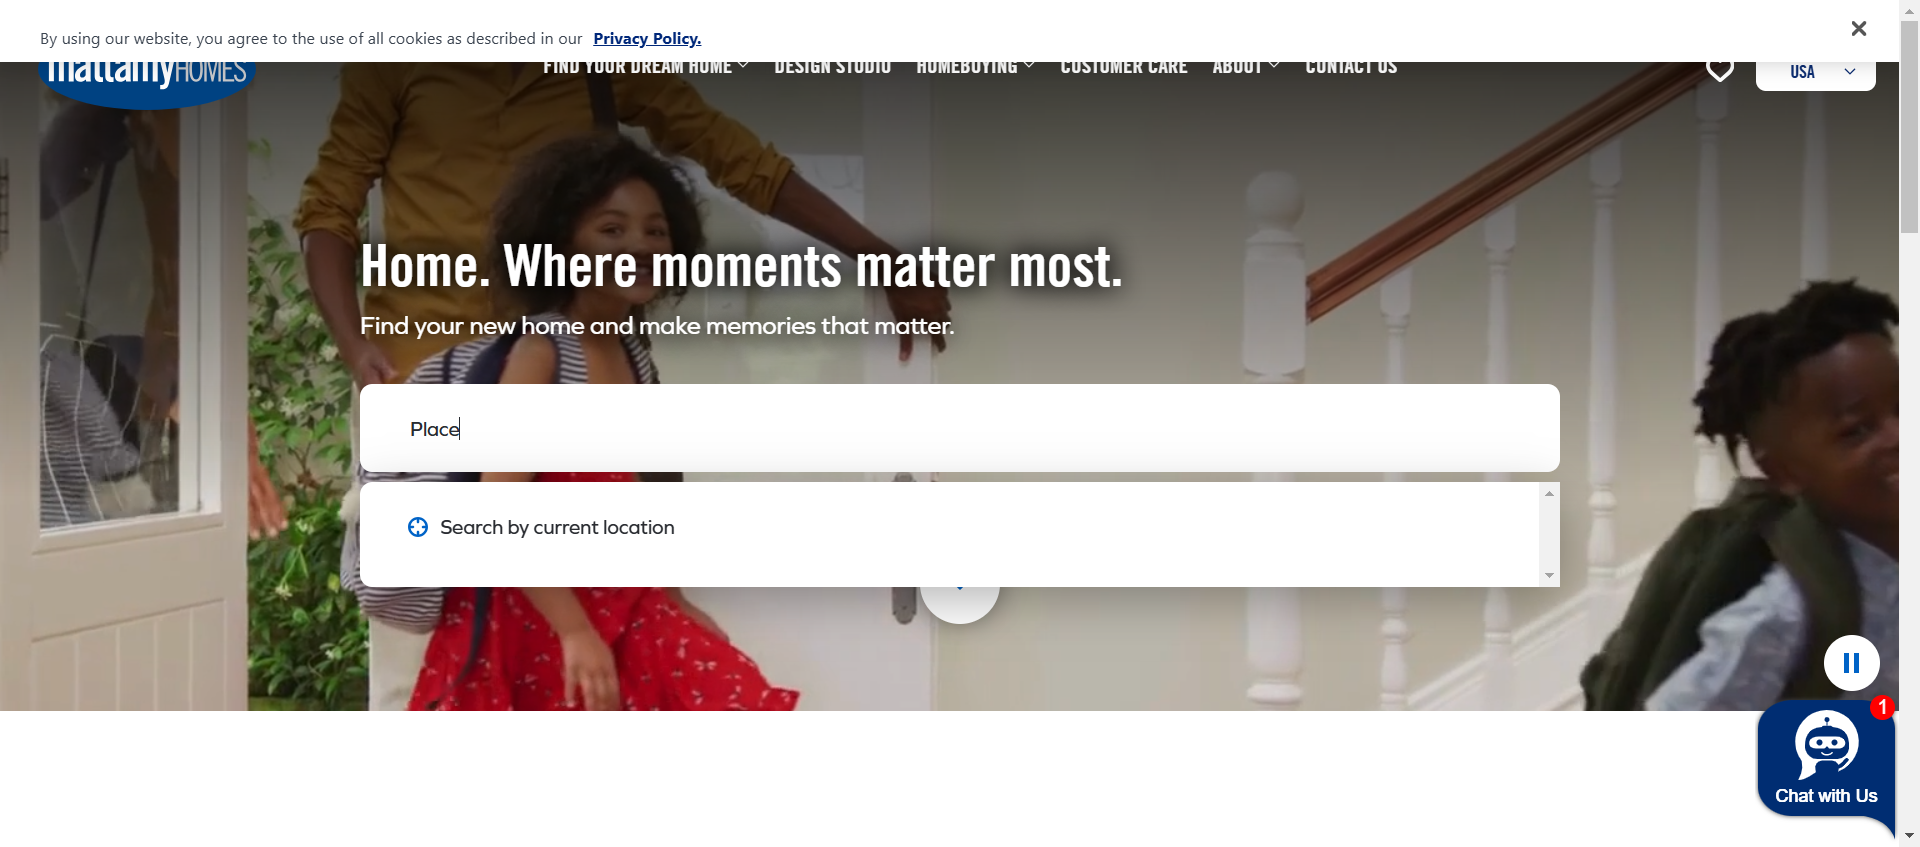 By using our website, you agree to the use of all cookies as described in our Privacy Policy.
mattamyHOMES
FIND YOUR DREAM HOME
DESIGN STUDIO
HOMEBUYING
CUSTOMER CARE
ABOUT
CONTACT US
USA
Home. Where moments matter most.
Find your new home and make memories that matter.
Place
Search by current location
1
Chat with Us